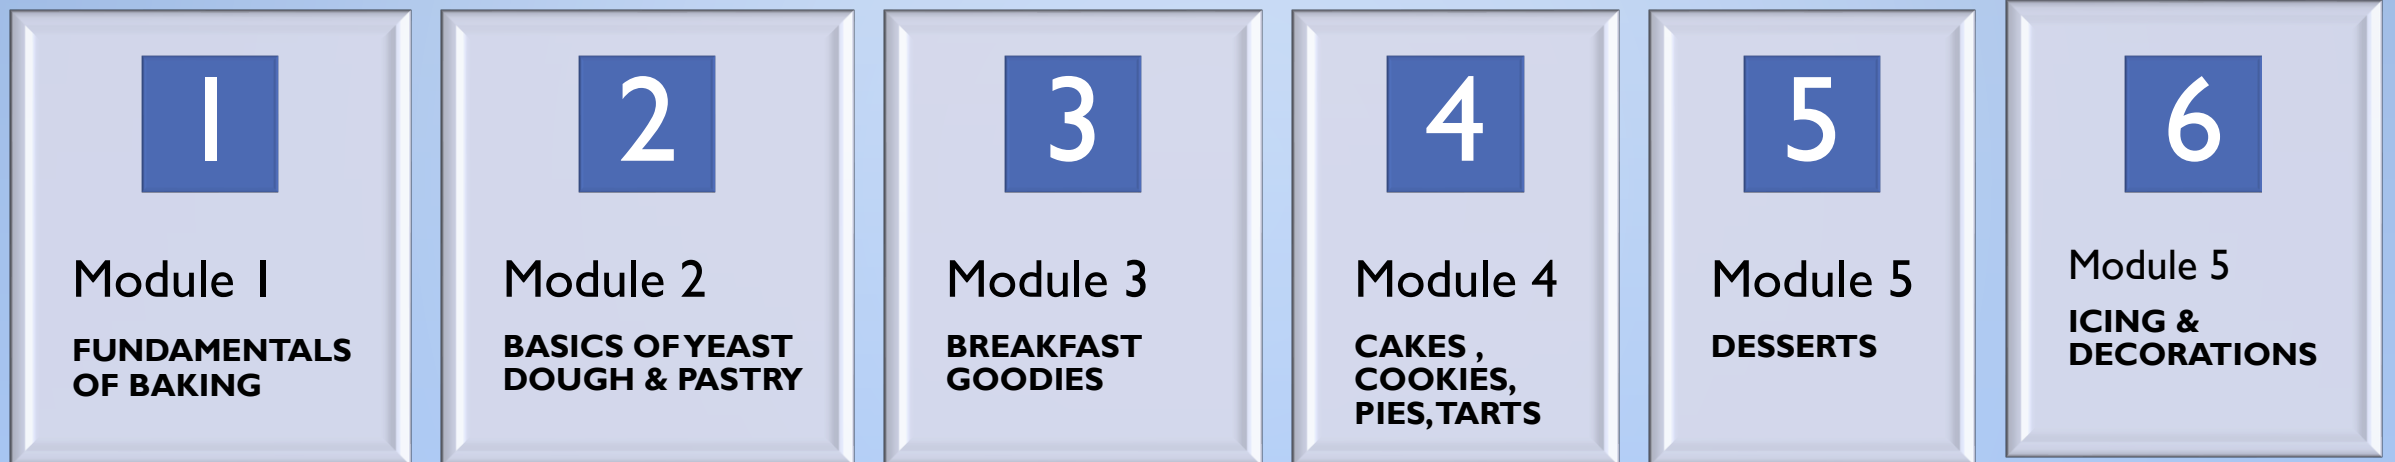 1
Module 1
FUNDAMENTALS
OF BAKING
2
Module 2
BASICS OF YEAST
DOUGH & PASTRY
3
Module 3
BREAKFAST
GOODIES
4
Module 4
CAKES ,
COOKIES,
PIES, TARTS
5
Module 5
DESSERTS
6
Module 5
ICING &
DECORATIONS